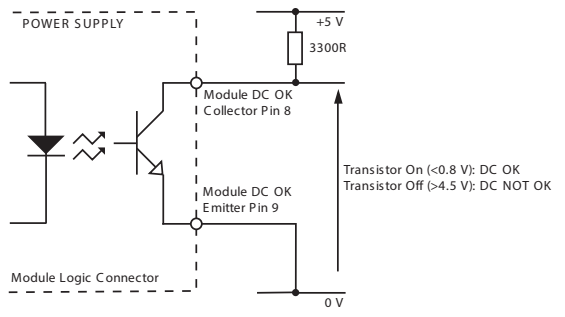 POWER SUPPLY
+5 V
3300R
Module DC OK
Collector Pin 8
Transistor On (<0.8 V): DC OK
Transistor Off (>4.5 V): DC NOT OK
Module DC OK
Emitter Pin 9
Module Logic Connector
0 V